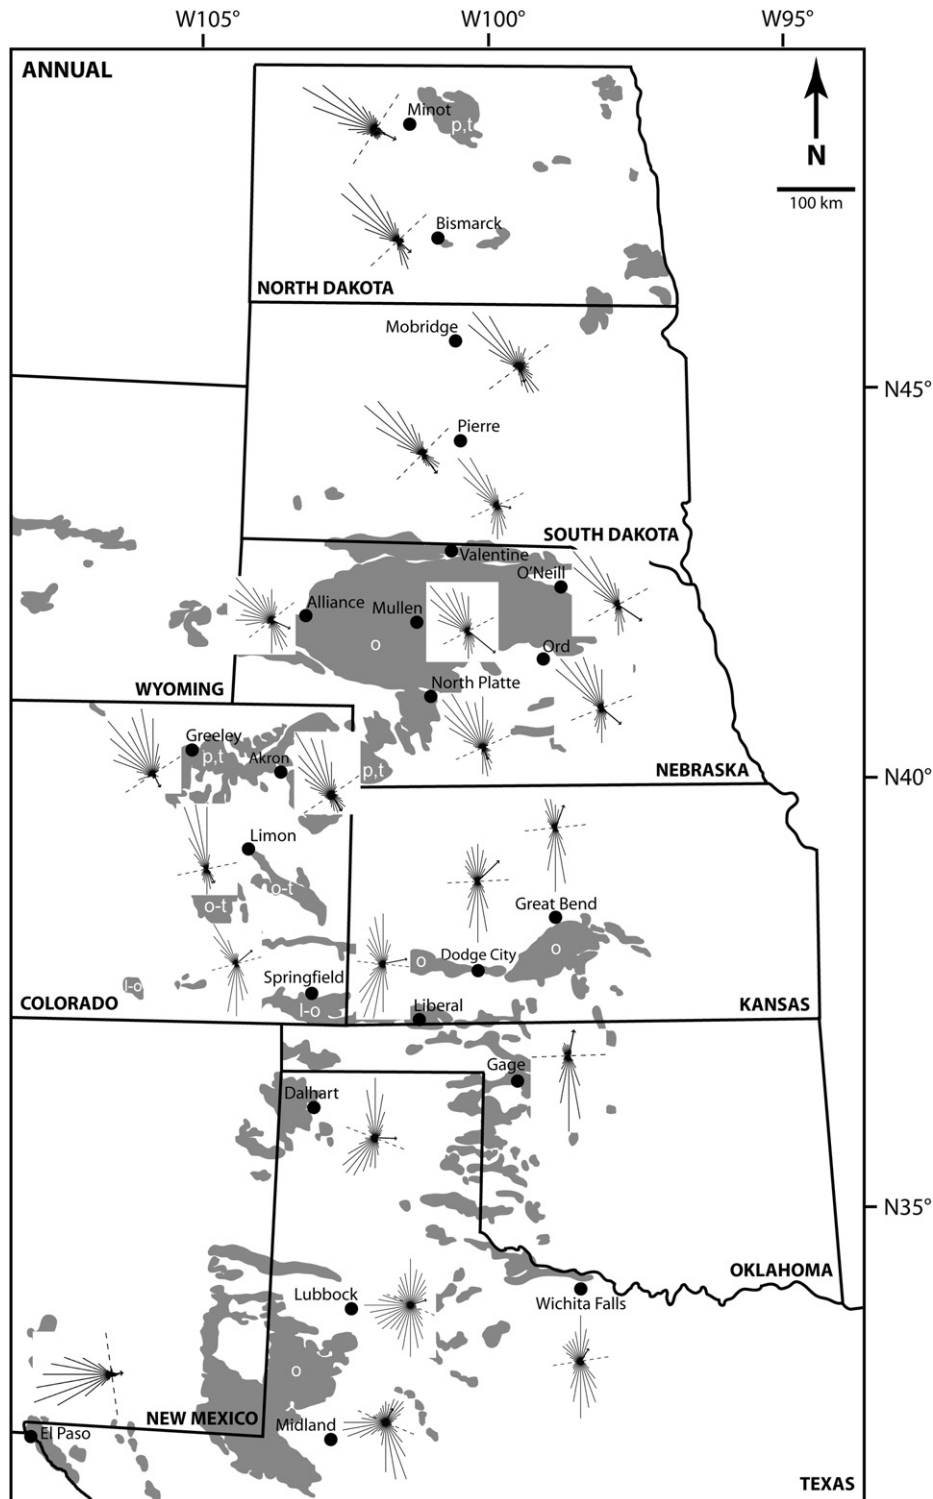 W105° W100° W95°
ANNUAL
Minot
p,t
N
100 km
Bismarck
NORTH DAKOTA
Mobridge
N45°
Pierre
SOUTH DAKOTA
Valentine
O'Neill
Alliance
Mullen
o
Ord
North Platte
WYOMING
Greeley
p,t
Akron
p,t
NEBRASKA
N40°
Limon
o-t
o-t
Great Bend
o
Dodge City
o
Springfield
l-o
l-o
Liberal
COLORADO
KANSAS
Gage
Dalhart
N35°
OKLAHOMA
Lubbock
Wichita Falls
o
NEW MEXICO
Midland
El Paso
TEXAS